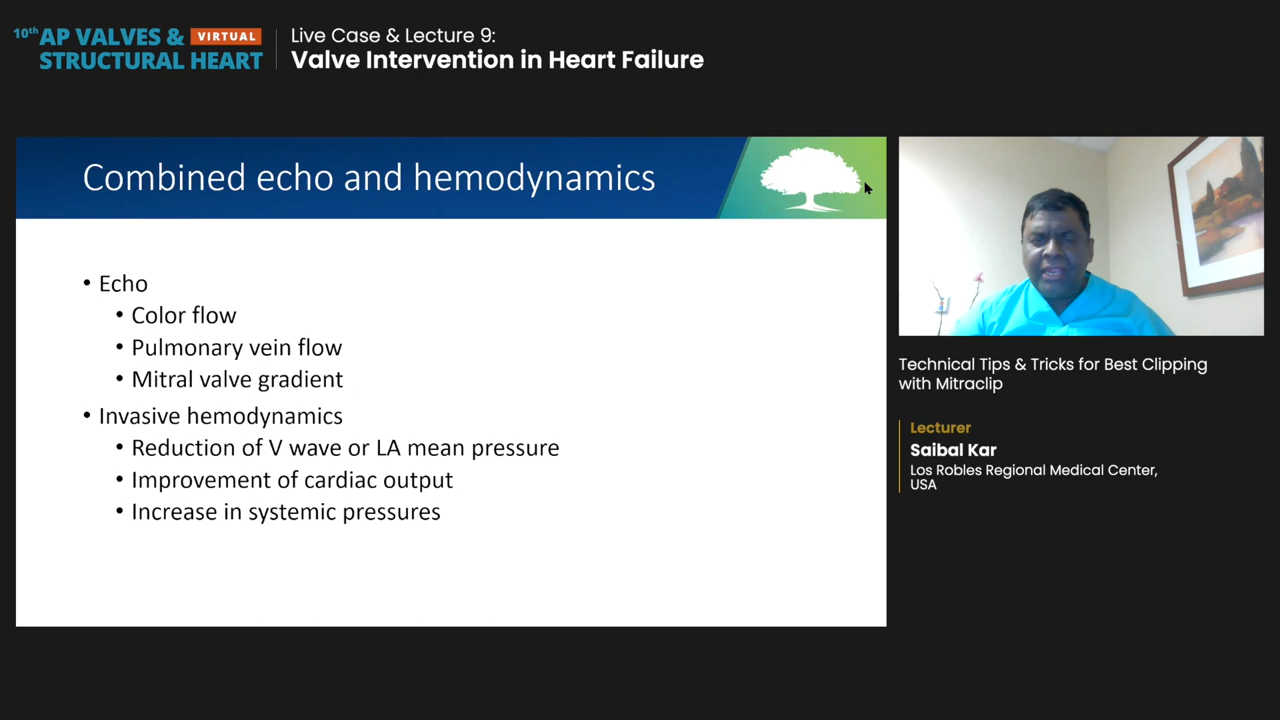 10th AP VALVES & VIRTUAL
STRUCTURAL HEART
Live Case & Lecture 9:
Valve Intervention in Heart Failure
Combined echo and hemodynamics
• Echo
• Color flow
• Pulmonary vein flow
• Mitral valve gradient
• Invasive hemodynamics
• Reduction of V wave or LA mean pressure
• Improvement of cardiac output
• Increase in systemic pressures
Technical Tips & Tricks for Best Clipping
with Mitraclip
Lecturer
Saibal Kar
Los Robles Regional Medical Center,
USA